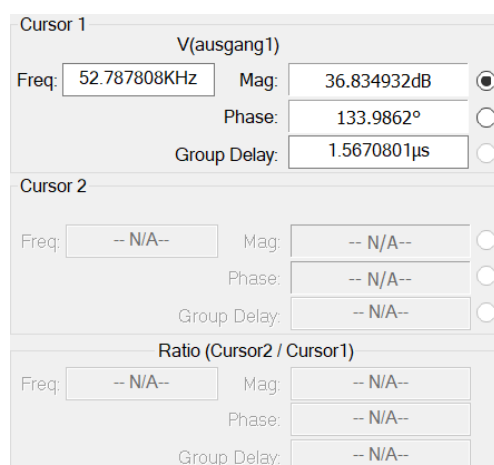 Cursor 1
V(ausgang1)
Freq: 52.787808KHz Mag: 36.834932dB
Phase: 133.9862°
Group Delay: 1.5670801µs
Cursor 2
Freq: -- N/A-- Mag: -- N/A--
Phase: -- N/A--
Group Delay: -- N/A--
Ratio (Cursor2 / Cursor1)
Freq: -- N/A-- Mag: -- N/A--
Phase: -- N/A--
Group Delay: -- N/A--